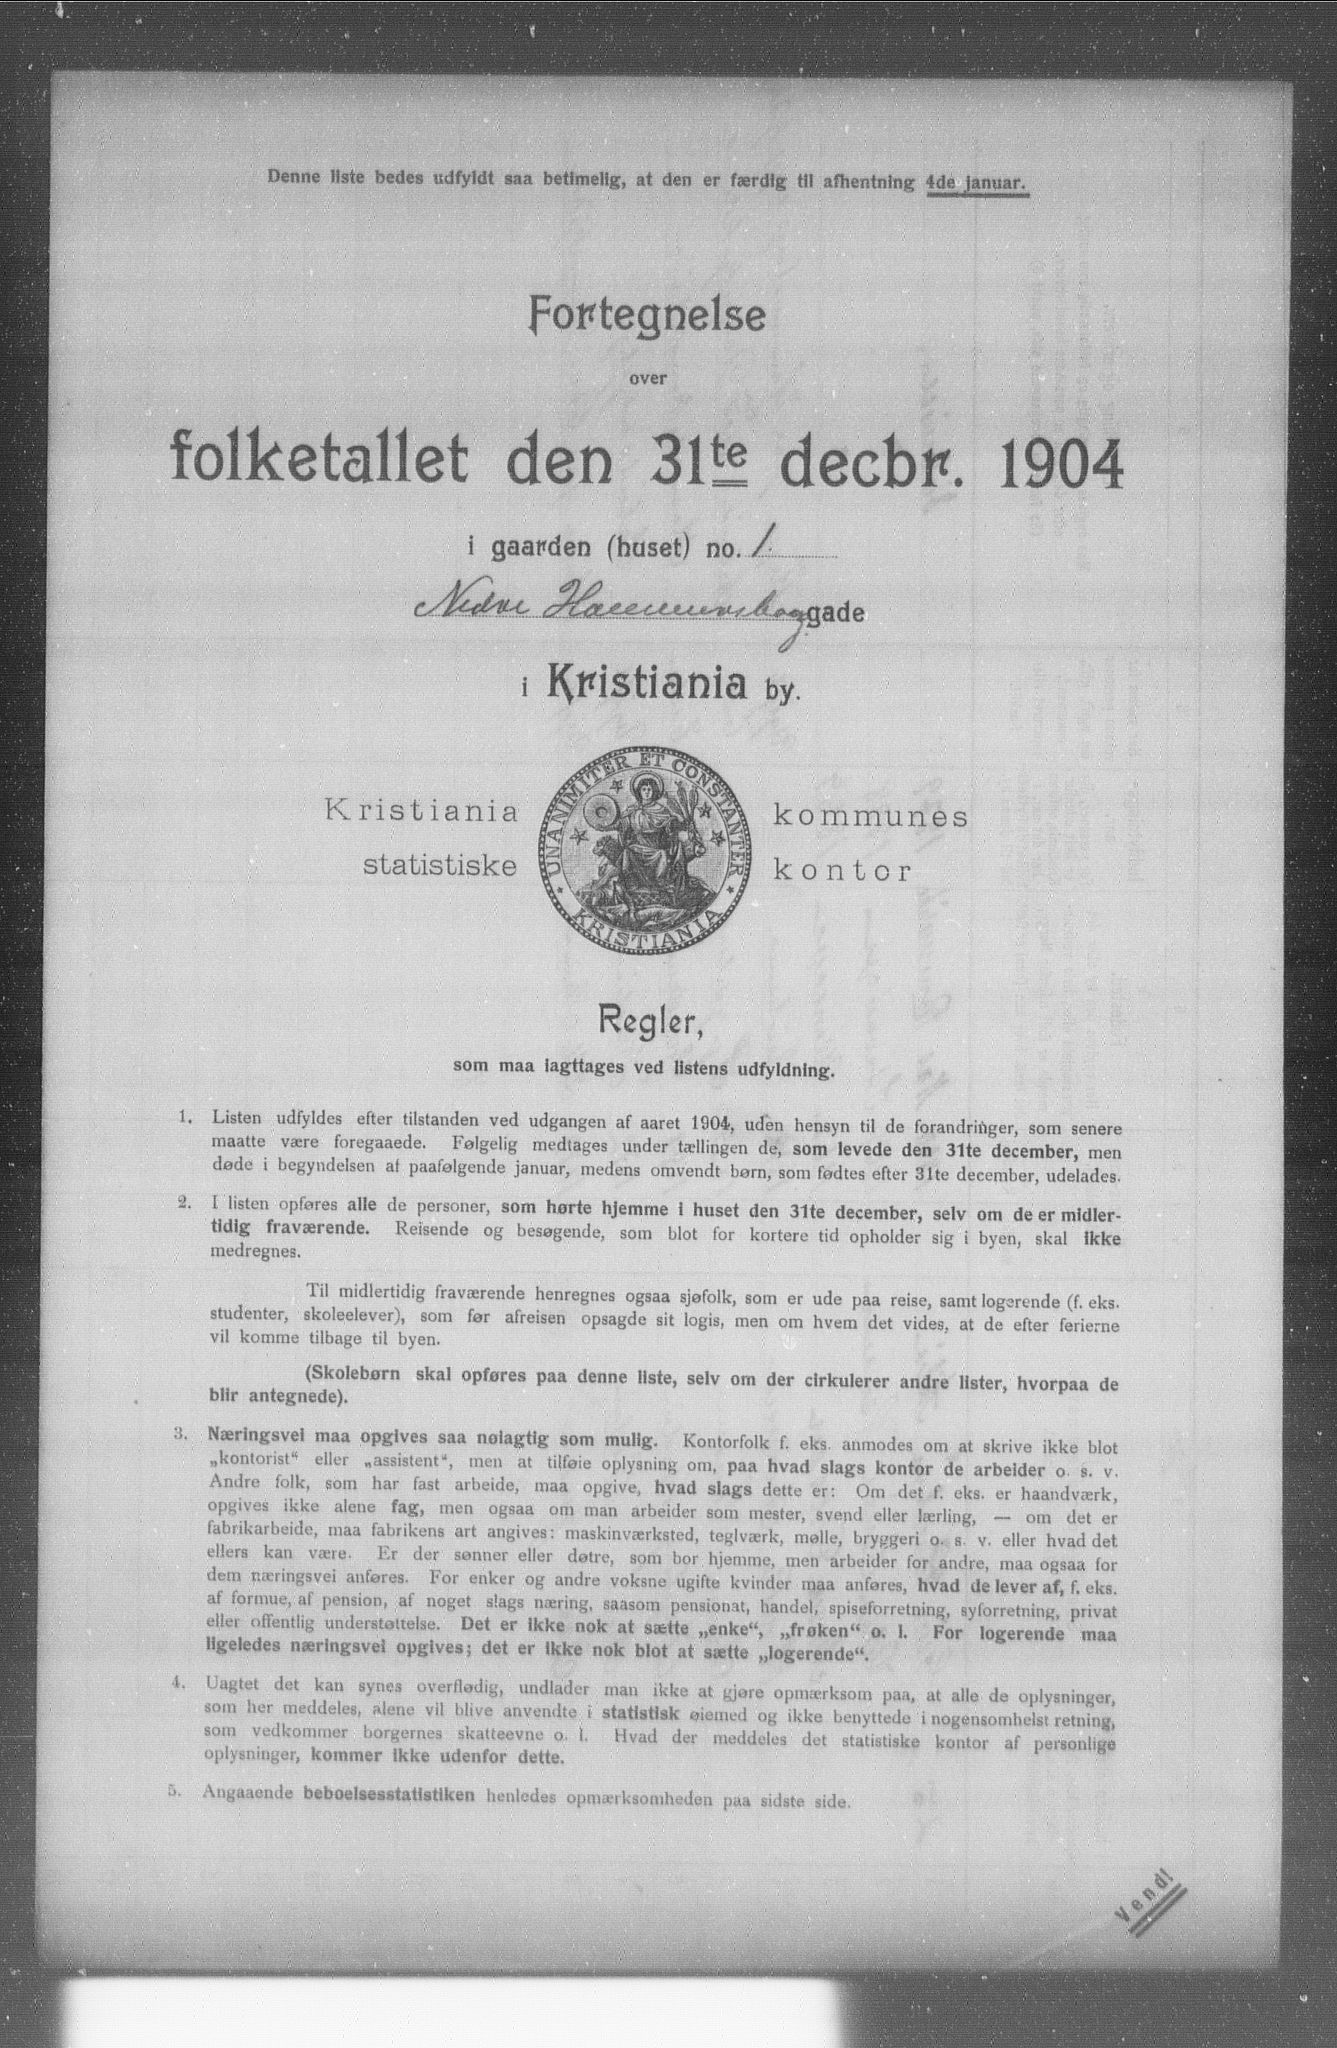 Denne liste bedes udfyldt saa betimelig, at den er færdig til afhentning 4de januar.
Fortegnelse
over
folketallet den 31te decbr. 1904
i gaarden (huset) no. 1.
Nedre Hammersborggade
i Kristiania by.
UNANIMITER ET CONSTANTER
KRISTIANIA
Kristiania kommunes
statistiske kontor
Regler,
som maa iagttages ved listens udfyldning.
1. Listen udfyldes efter tilstanden ved udgangen af aaret 1904, uden hensyn til de forandringer, som senere
maatte være foregaaede. Følgelig medtages under tællingen de, som levede den 31te december, men
døde i begyndelsen af paafølgende januar, medens omvendt børn, som fødtes efter 31te december, udelades.
2. I listen opføres alle de personer, som hørte hjemme i huset den 31te december, selv om de er midler-
tidig fraværende. Reisende og besøgende, som blot for kortere tid opholder sig i byen, skal ikke
medregnes.
Til midlertidig fraværende henregnes ogsaa sjøfolk, som er ude paa reise, samt logerende (f. eks.
studenter, skoleelever), som før afreisen opsagde sit logis, men om hvem det vides, at de efter ferierne
vil komme tilbage til byen.
(Skolebørn skal opføres paa denne liste, selv om der cirkulerer andre lister, hvorpaa de
blir antegnede).
3. Næringsvei maa opgives saa nøiagtig som mulig. Kontorfolk f. eks. anmodes om at skrive ikke blot
„kontorist“ eller „assistent“, men at tilføie oplysning om, paa hvad slags kontor de arbeider o. s. v.
Andre folk, som har fast arbeide, maa opgive, hvad slags dette er: Om det f. eks. er haandværk,
opgives ikke alene fag, men ogsaa om man arbeider som mester, svend eller lærling, — om det er
fabrikarbeide, maa fabrikens art angives: maskinværksted, teglværk, mølle, bryggeri o. s. v. eller hvad det
ellers kan være. Er der sønner eller døtre, som bor hjemme, men arbeider for andre, maa ogsaa for
dem næringsvei anføres. For enker og andre voksne ugifte kvinder maa anføres, hvad de lever af, f. eks.
af formue, af pension, af noget slags næring, saasom pensionat, handel, spiseforretning, syforretning, privat
eller offentlig understøttelse. Det er ikke nok at sætte „enke“, „frøken“ o. l. For logerende maa
ligeledes næringsvei opgives; det er ikke nok blot at sætte „logerende“.
4. Uagtet det kan synes overflødig, undlader man ikke at gjøre opmærksom paa, at alle de oplysninger,
som her meddeles, alene vil blive anvendte i statistisk øiemed og ikke benyttede i nogensomhelst retning,
som vedkommer borgernes skatteevne o. l. Hvad der meddeles det statistiske kontor af personlige
oplysninger, kommer ikke udenfor dette.
5. Angaaende beboelsesstatistiken henledes opmærksomheden paa sidste side.
Vend!